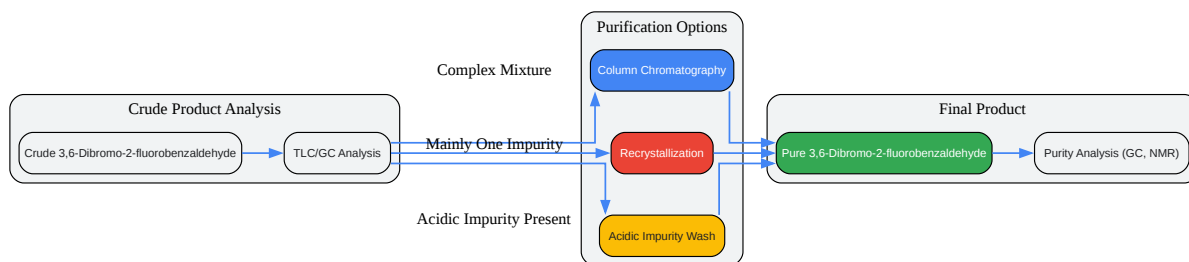 Purification Options
Complex Mixture
Column Chromatography
Crude Product Analysis
Final Product
Crude 3,6-Dibromo-2-fluorobenzaldehyde
TLC/GC Analysis
Mainly One Impurity
Recrystallization
Pure 3,6-Dibromo-2-fluorobenzaldehyde
Purity Analysis (GC, NMR)
Acidic Impurity Present
Acidic Impurity Wash